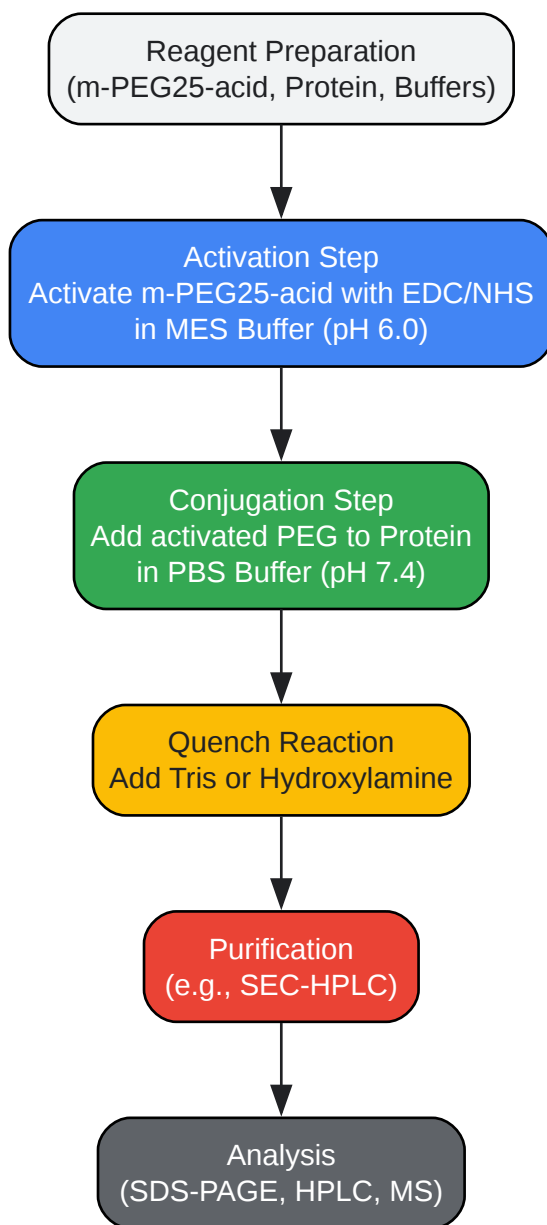 Reagent Preparation
(m-PEG25-acid, Protein, Buffers)
Activation Step
Activate m-PEG25-acid with EDC/NHS
in MES Buffer (pH 6.0)
Conjugation Step
Add activated PEG to Protein
in PBS Buffer (pH 7.4)
Quench Reaction
Add Tris or Hydroxylamine
Purification
(e.g., SEC-HPLC)
Analysis
(SDS-PAGE, HPLC, MS)